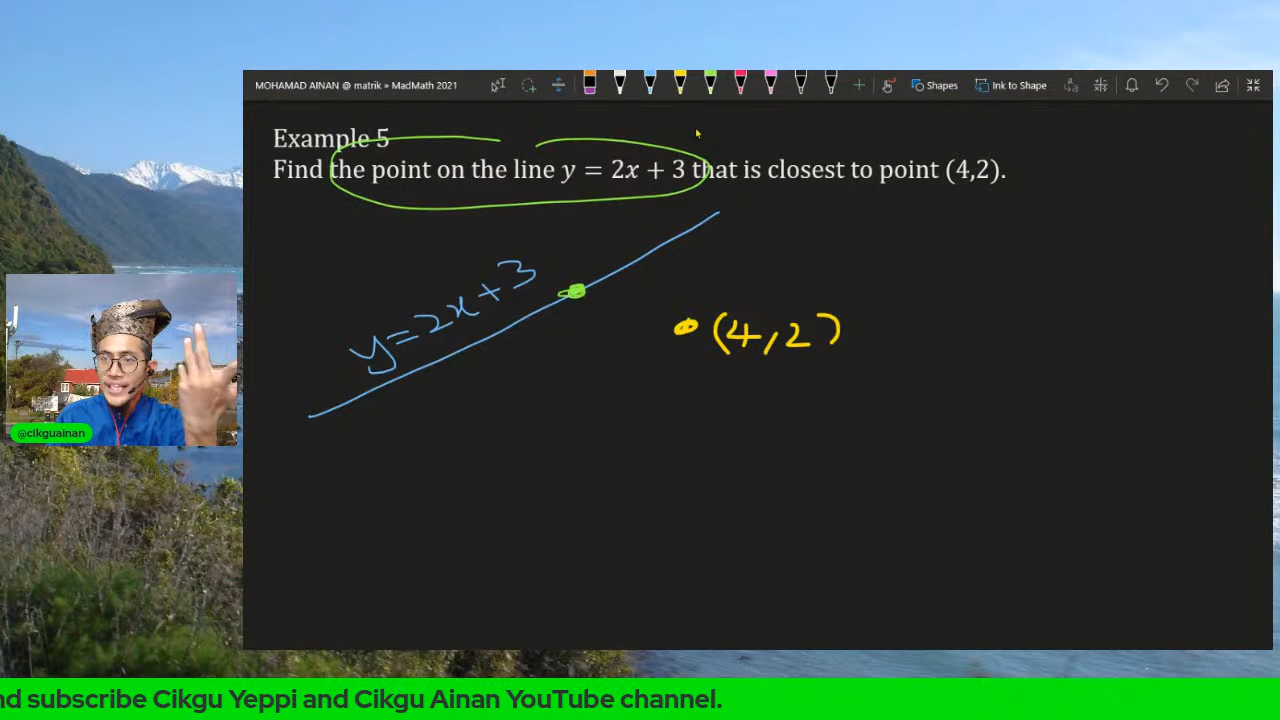 MOHAMAD AINAN @ matrik » MadMath 2021
Shapes
Ink to Shape
Example 5
Find the point on the line y = 2x + 3 that is closest to point (4,2).
y=2x+3
(4,2)
@cikguainan
nd subscribe Cikgu Yeppi and Cikgu Ainan YouTube channel.